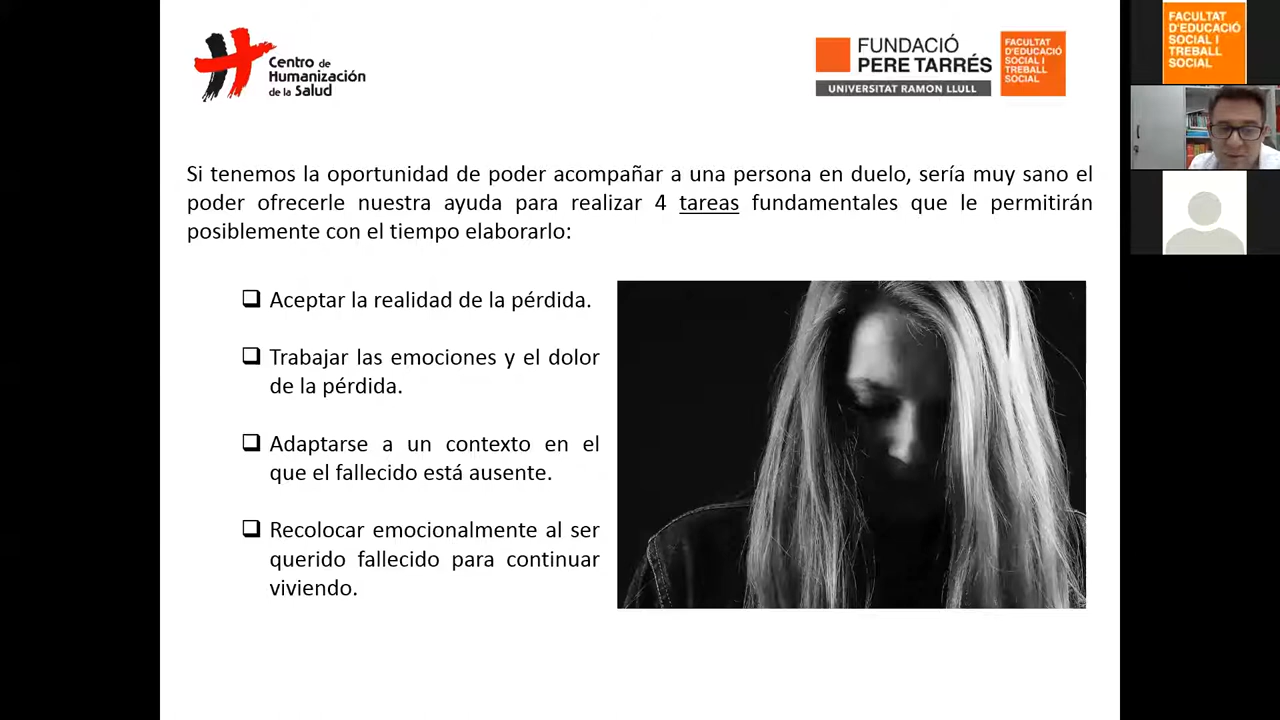 Centro de
Humanización
de la Salud
FUNDACIÓ
PERE TARRÉS
UNIVERSITAT RAMON LLULL
FACULTAT
D'EDUCACIÓ
SOCIAL I
TREBALL
SOCIAL
FACULTAT
D'EDUCACIÓ
SOCIAL I
TREBALL
SOCIAL
Si tenemos la oportunidad de poder acompañar a una persona en duelo, sería muy sano el
poder ofrecerle nuestra ayuda para realizar 4 tareas fundamentales que le permitirán
posiblemente con el tiempo elaborarlo:
Aceptar la realidad de la pérdida.
Trabajar las emociones y el dolor
de la pérdida.
Adaptarse a un contexto en el
que el fallecido está ausente.
Recolocar emocionalmente al ser
querido fallecido para continuar
viviendo.